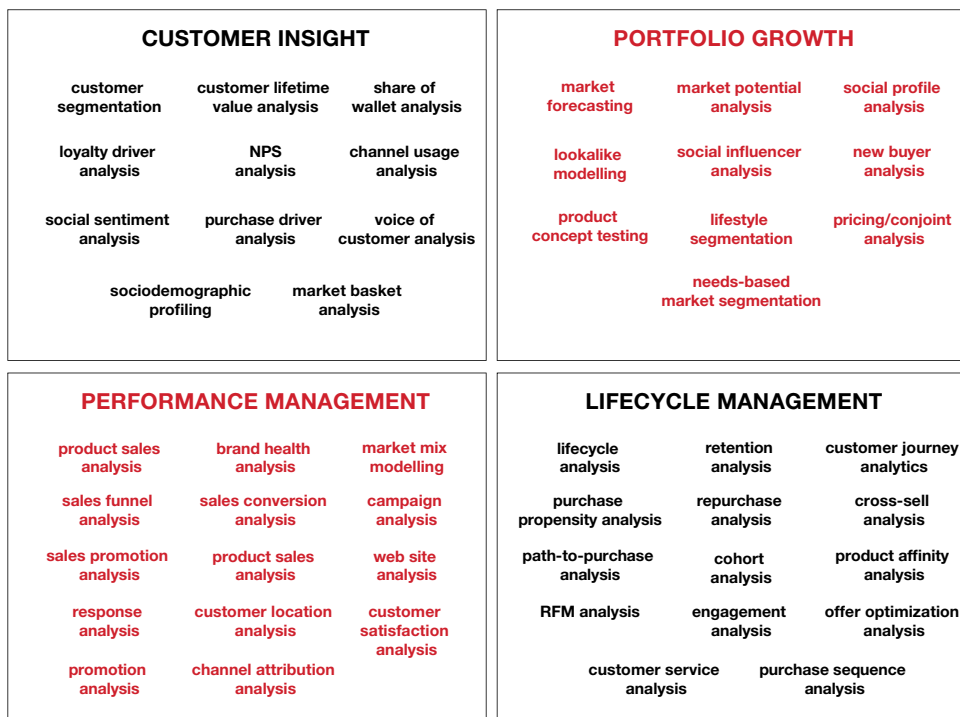 CUSTOMER INSIGHT
customer
segmentation
customer lifetime
value analysis
share of
wallet analysis
loyalty driver
analysis
NPS
analysis
channel usage
analysis
social sentiment
analysis
purchase driver
analysis
voice of
customer analysis
sociodemographic
profiling
market basket
analysis
PORTFOLIO GROWTH
market
forecasting
market potential
analysis
social profile
analysis
lookalike
modelling
social influencer
analysis
new buyer
analysis
product
concept testing
lifestyle
segmentation
pricing/conjoint
analysis
needs-based
market segmentation
PERFORMANCE MANAGEMENT
product sales
analysis
brand health
analysis
market mix
modelling
sales funnel
analysis
sales conversion
analysis
campaign
analysis
sales promotion
analysis
product sales
analysis
web site
analysis
response
analysis
customer location
analysis
customer
satisfaction
analysis
promotion
analysis
channel attribution
analysis
LIFECYCLE MANAGEMENT
lifecycle
analysis
retention
analysis
customer journey
analytics
purchase
propensity analysis
repurchase
analysis
cross-sell
analysis
path-to-purchase
analysis
cohort
analysis
product affinity
analysis
RFM analysis
engagement
analysis
offer optimization
analysis
customer service
analysis
purchase sequence
analysis